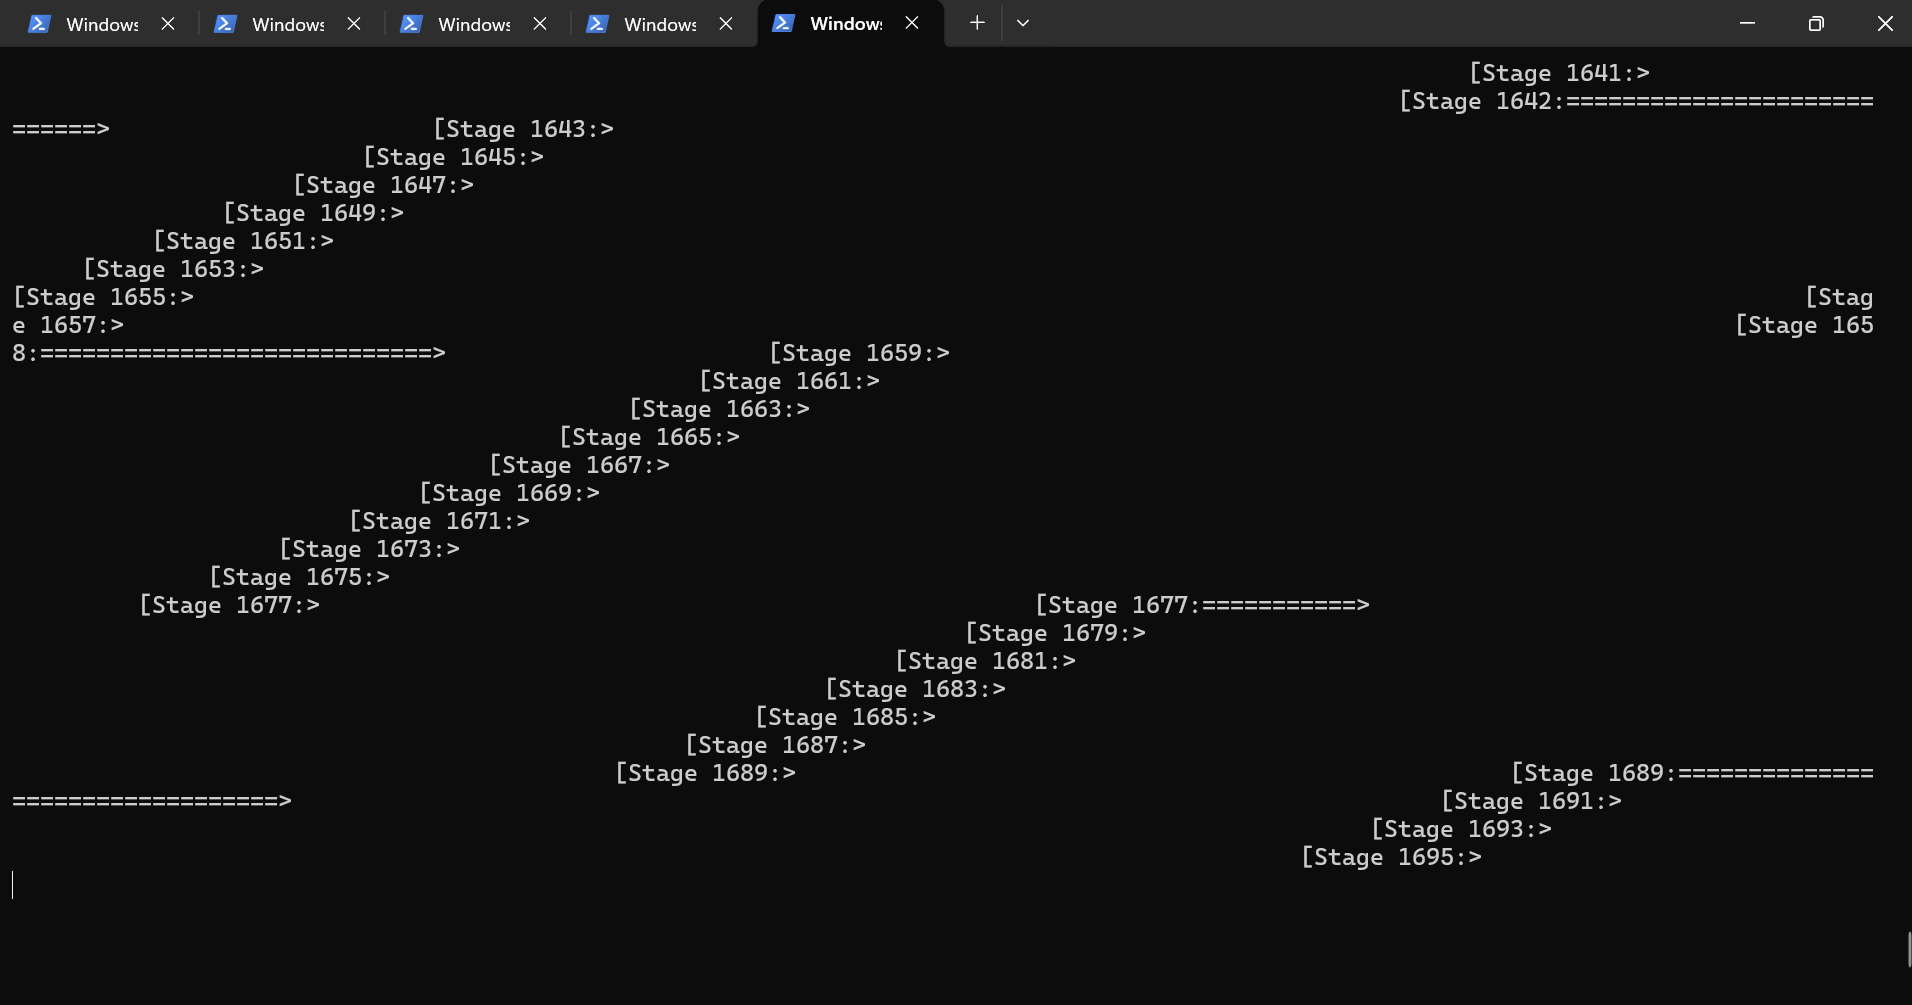 Windows Windows Windows Windows Windows
[Stage 1641:>
[Stage 1642:======================
======> [Stage 1643:>
[Stage 1645:>
[Stage 1647:>
[Stage 1649:>
[Stage 1651:>
[Stage 1653:>
[Stage 1655:> [Stag
e 1657:> [Stage 165
8:============================> [Stage 1659:>
[Stage 1661:>
[Stage 1663:>
[Stage 1665:>
[Stage 1667:>
[Stage 1669:>
[Stage 1671:>
[Stage 1673:>
[Stage 1675:>
[Stage 1677:> [Stage 1677:===========>
[Stage 1679:>
[Stage 1681:>
[Stage 1683:>
[Stage 1685:>
[Stage 1687:>
[Stage 1689:> [Stage 1689:==============
===================>
[Stage 1691:>
[Stage 1693:>
[Stage 1695:>